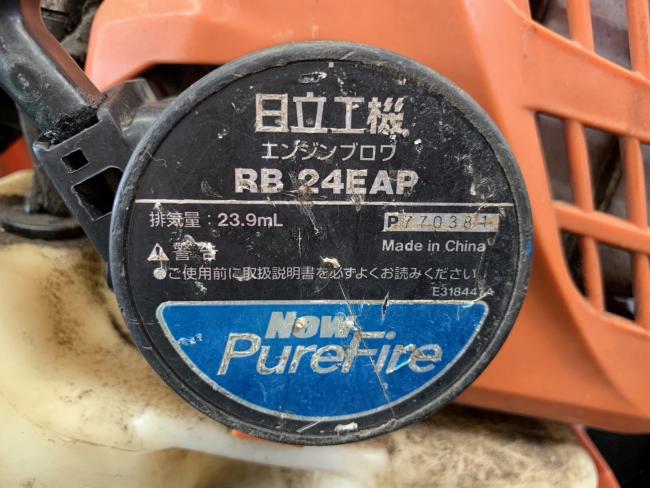 日立工機
エンジンブロワ
RB 24EAP
排気量：23.9mL
P770381
Made in China
⚠警告
●ご使用前に取扱説明書を必ずよくお読みください
E318447A
Now
PureFire